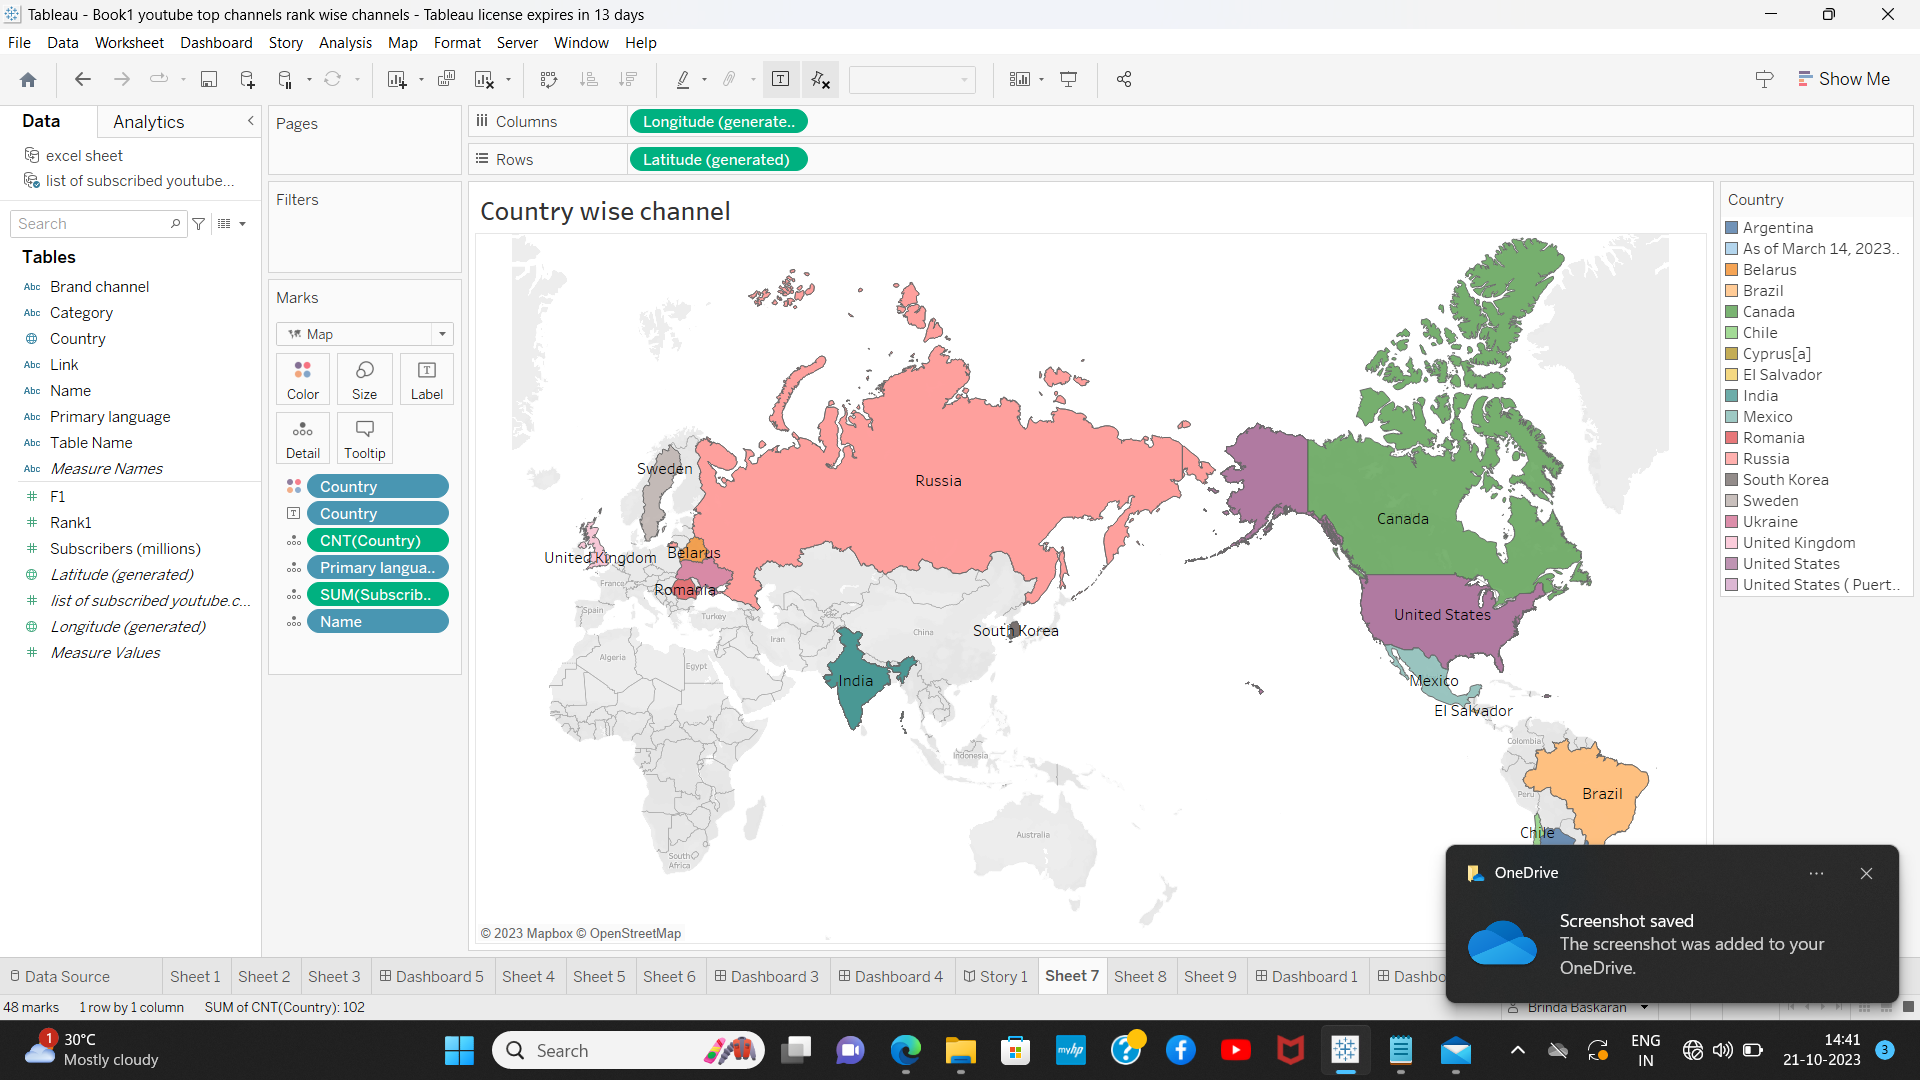 Tableau - Book1 youtube top channels rank wise channels - Tableau license expires in 13 days
File Data Worksheet Dashboard Story Analysis Map Format Server Window Help
Show Me
Data Analytics
excel sheet
list of subscribed youtube...
Search
Tables
Abc Brand channel
Abc Category
Country
Abc Link
Abc Name
Abc Primary language
Abc Table Name
Abc Measure Names
# F1
# Rank1
# Subscribers (millions)
Latitude (generated)
# list of subscribed youtube.c...
Longitude (generated)
# Measure Values
Pages
Filters
Marks
Map
Color Size Label
Detail Tooltip
Country
Country
CNT(Country)
Primary langua..
SUM(Subscrib..
Name
Columns Longitude (generate..
Rows Latitude (generated)
Country wise channel
Sweden
Russia
Canada
United Kingdom
Belarus
Romania
France
Spain
Turkey
Iran
China
South Korea
United States
Algeria
Egypt
India
Mexico
El Salvador
Colombia
Indonesia
Peru
Brazil
Australia
Chile
South
Africa
© 2023 Mapbox © OpenStreetMap
Country
Argentina
As of March 14, 2023..
Belarus
Brazil
Canada
Chile
Cyprus[a]
El Salvador
India
Mexico
Romania
Russia
South Korea
Sweden
Ukraine
United Kingdom
United States
United States ( Puert..
OneDrive
Screenshot saved
The screenshot was added to your
OneDrive.
Data Source Sheet 1 Sheet 2 Sheet 3 Dashboard 5 Sheet 4 Sheet 5 Sheet 6 Dashboard 3 Dashboard 4 Story 1 Sheet 7 Sheet 8 Sheet 9 Dashboard 1 Dashbo
48 marks 1 row by 1 column SUM of CNT(Country): 102
Brinda Baskaran
1
30°C
Mostly cloudy
Search
myhp
ENG
IN
14:41
21-10-2023
3